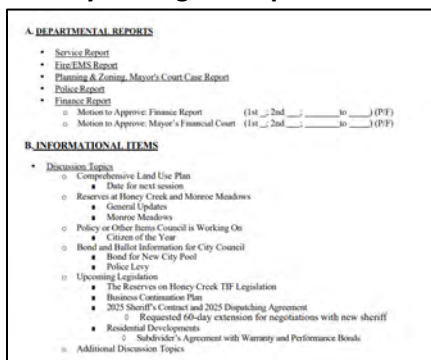 A. DEPARTMENTAL REPORTS
• Service Report
• Fire/EMS Report
• Planning & Zoning, Mayor's Court Case Report
• Police Report
• Finance Report
o Motion to Approve: Finance Report (1st _; 2nd ___; ______to ___) (P/F)
o Motion to Approve: Mayor's Financial Court (1st _; 2nd ___; ______to ___) (P/F)
B. INFORMATIONAL ITEMS
• Discussion Topics
o Comprehensive Land Use Plan
■ Date for next session
o Reserves at Honey Creek and Monroe Meadows
■ General Updates
■ Monroe Meadows
o Policy or Other Items Council is Working On
■ Citizen of the Year
o Bond and Ballot Information for City Council
■ Bond for New City Pool
■ Police Levy
o Upcoming Legislation
■ The Reserves on Honey Creek TIF Legislation
■ Business Continuation Plan
■ 2025 Sheriff's Contract and 2025 Dispatching Agreement
◊ Requested 60-day extension for negotiations with new sheriff
■ Residential Developments
◊ Subdivider's Agreement with Warranty and Performance Bonds
o Additional Discussion Topics